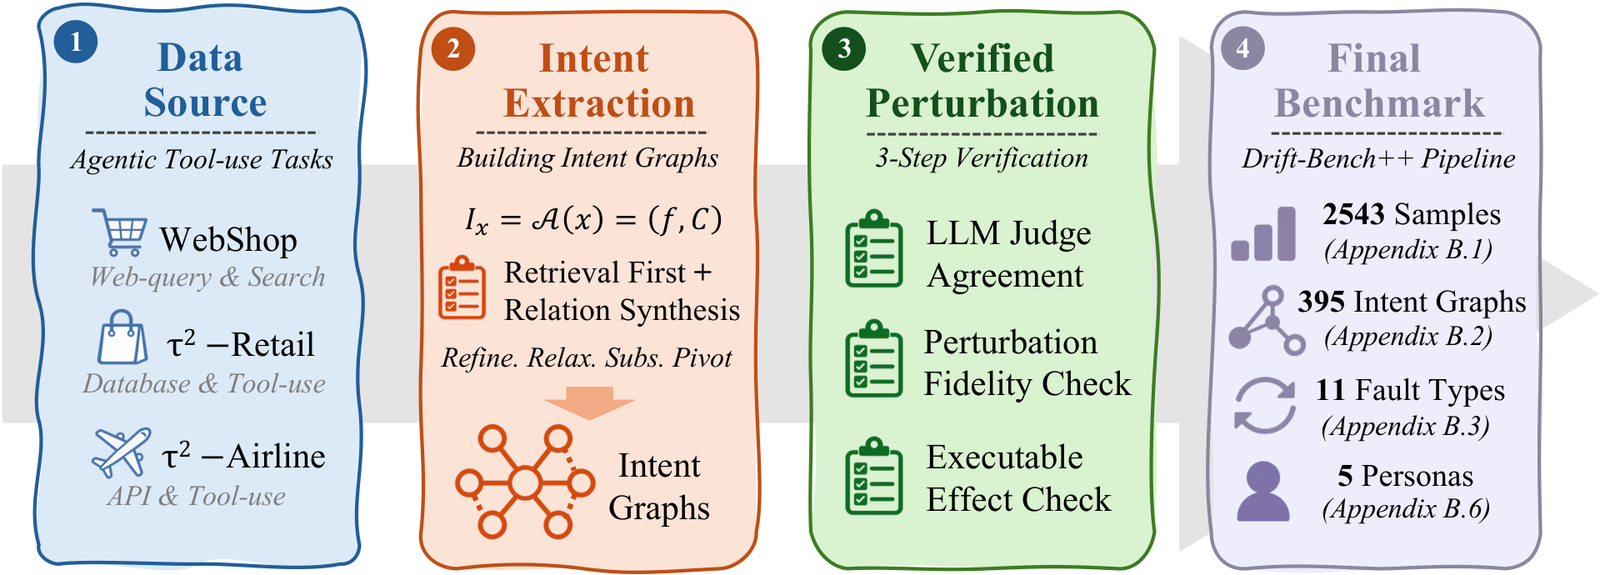 1
Data
Source
Agentic Tool-use Tasks
WebShop
Web-query & Search
τ² −Retail
Database & Tool-use
τ² −Airline
API & Tool-use
2
Intent
Extraction
Building Intent Graphs
Iₓ = 𝒜(x) = (f, C)
Retrieval First +
Relation Synthesis
Refine. Relax. Subs. Pivot
Intent
Graphs
3
Verified
Perturbation
3-Step Verification
LLM Judge
Agreement
Perturbation
Fidelity Check
Executable
Effect Check
4
Final
Benchmark
Drift-Bench++ Pipeline
2543 Samples
(Appendix B.1)
395 Intent Graphs
(Appendix B.2)
11 Fault Types
(Appendix B.3)
5 Personas
(Appendix B.6)